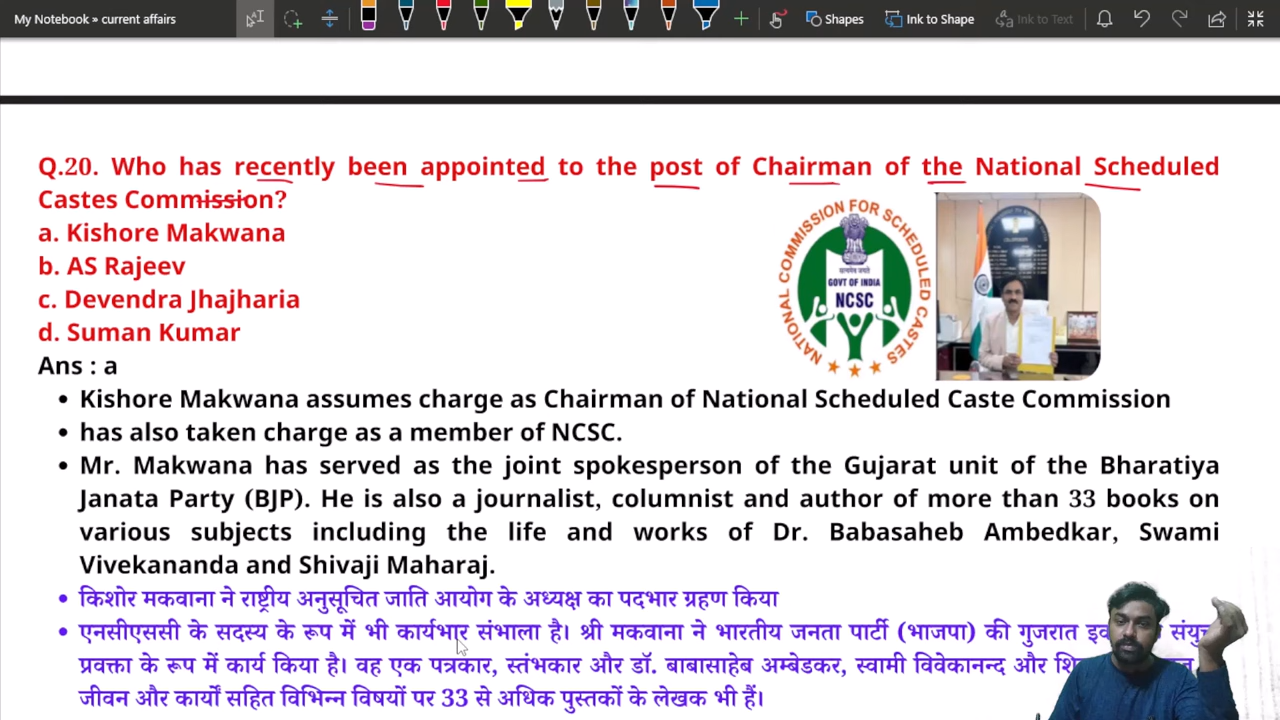 My Notebook » current affairs
Shapes
Ink to Shape
Ink to Text
Q.20. Who has recently been appointed to the post of Chairman of the National Scheduled
Castes Commission?
a. Kishore Makwana
b. AS Rajeev
c. Devendra Jhajharia
d. Suman Kumar
NATIONAL COMMISSION FOR SCHEDULED CASTES
सत्यमेव जयते
GOVT OF INDIA
NCSC
Ans : a
• Kishore Makwana assumes charge as Chairman of National Scheduled Caste Commission
• has also taken charge as a member of NCSC.
• Mr. Makwana has served as the joint spokesperson of the Gujarat unit of the Bharatiya
Janata Party (BJP). He is also a journalist, columnist and author of more than 33 books on
various subjects including the life and works of Dr. Babasaheb Ambedkar, Swami
Vivekananda and Shivaji Maharaj.
• किशोर मकवाना ने राष्ट्रीय अनुसूचित जाति आयोग के अध्यक्ष का पदभार ग्रहण किया
• एनसीएससी के सदस्य के रूप में भी कार्यभार संभाला है। श्री मकवाना ने भारतीय जनता पार्टी (भाजपा) की गुजरात
प्रवक्ता के रूप में कार्य किया है। वह एक पत्रकार, स्तंभकार और डॉ. बाबासाहेब अम्बेडकर, स्वामी विवेकानन्द और
जीवन और कार्यों सहित विभिन्न विषयों पर 33 से अधिक पुस्तकों के लेखक भी हैं।